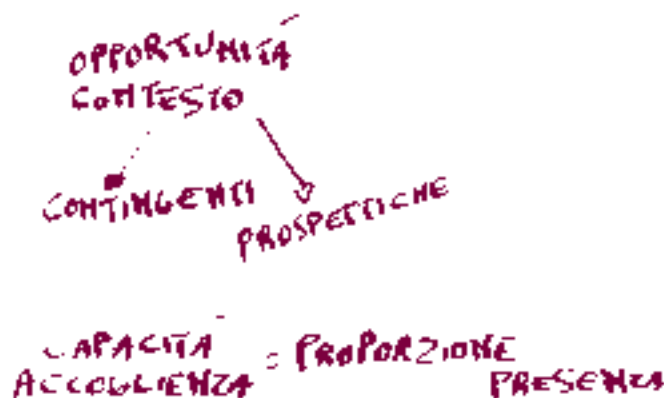 OPPORTUNITÀ
CONTESTO
CONTINGENTI
PROSPETTICHE
CAPACITÀ : PROPORZIONE
ACCOGLIENZA PRESENZA